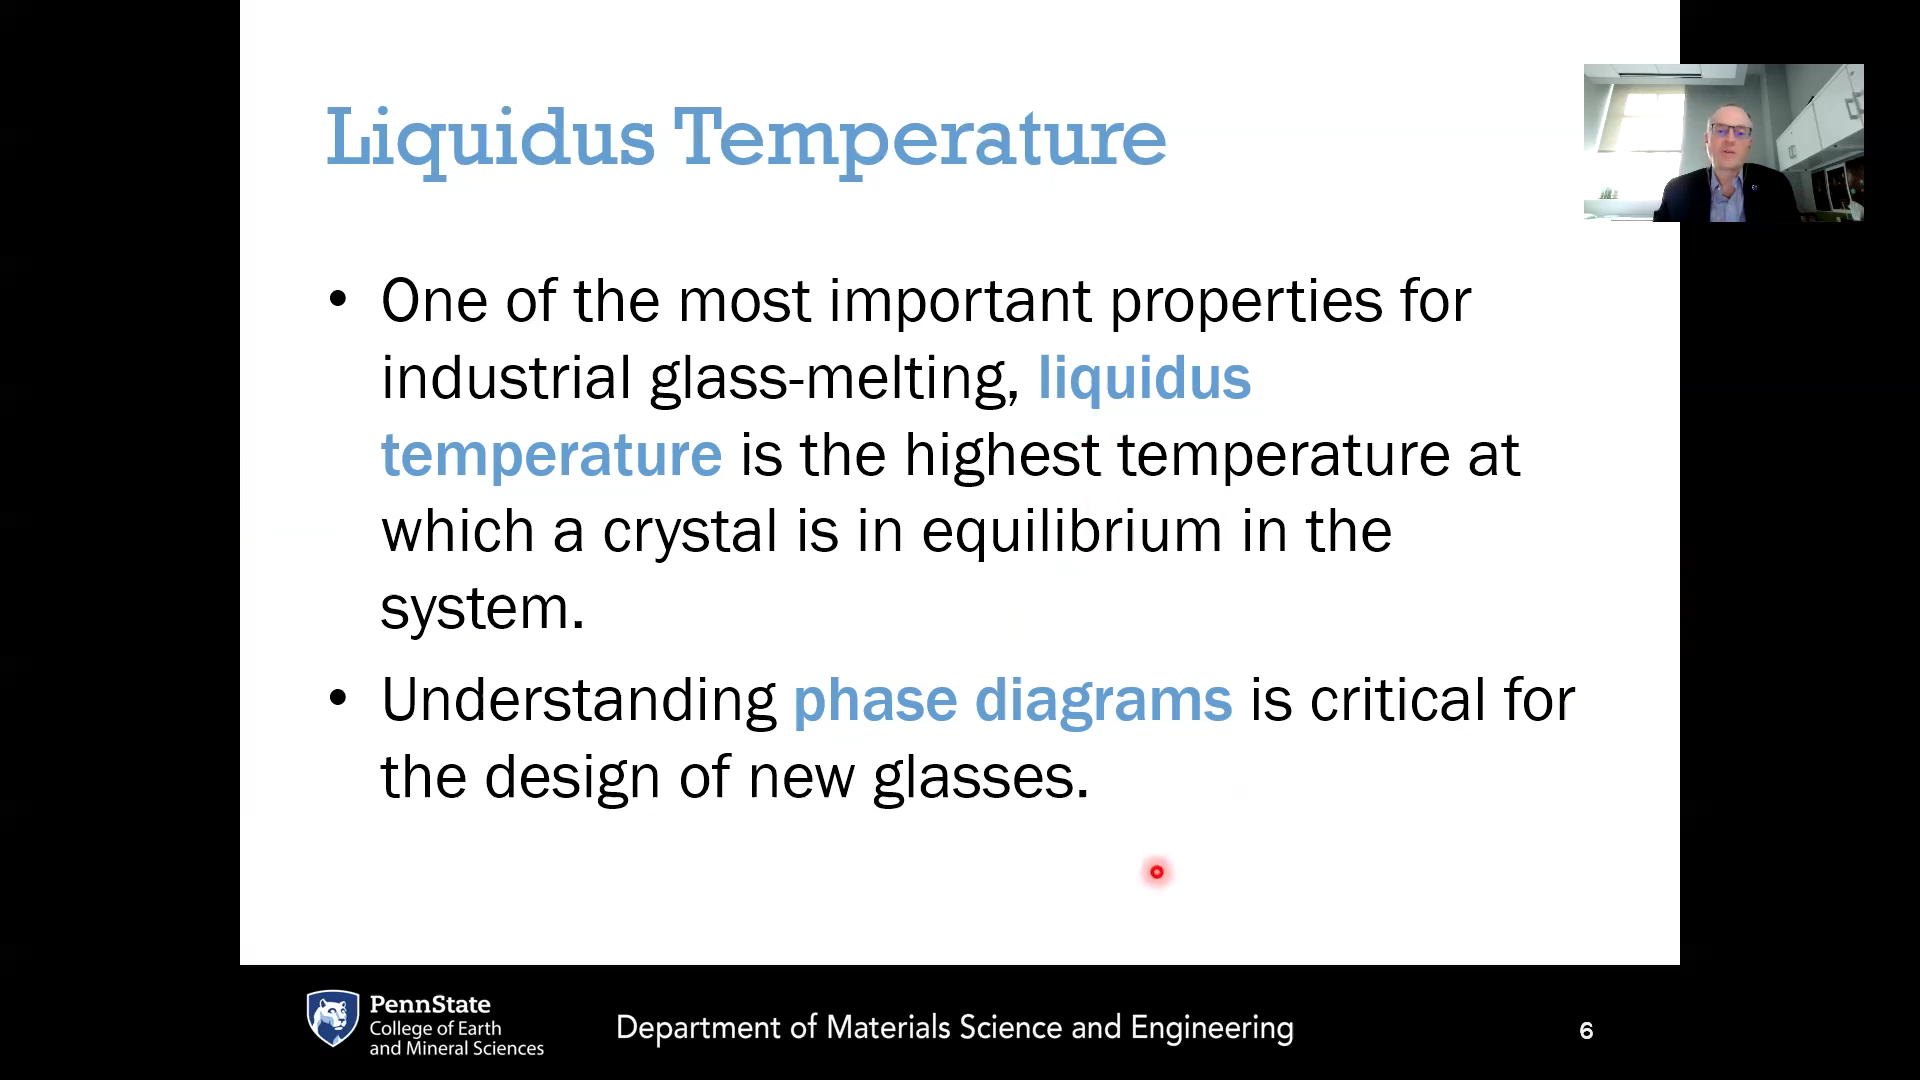 Liquidus Temperature
• One of the most important properties for
industrial glass-melting, liquidus
temperature is the highest temperature at
which a crystal is in equilibrium in the
system.
• Understanding phase diagrams is critical for
the design of new glasses.
PennState
College of Earth
and Mineral Sciences
Department of Materials Science and Engineering
6